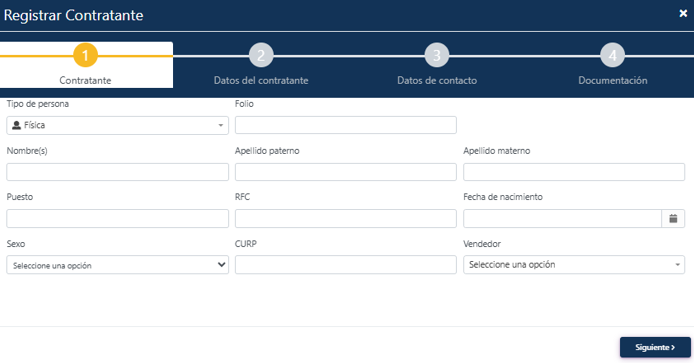 Registrar Contratante
1 2 3 4
Contratante Datos del contratante Datos de contacto Documentación
Tipo de persona Folio
Física
Nombre(s) Apellido paterno Apellido materno
Puesto RFC Fecha de nacimiento
Sexo CURP Vendedor
Seleccione una opción Seleccione una opción
Siguiente